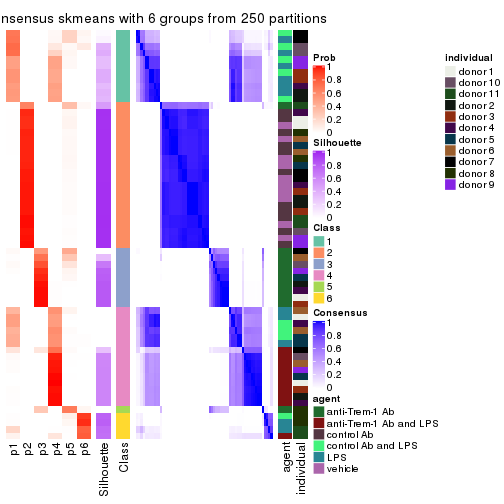 nsensus skmeans with 6 groups from 250 partitions
Prob
1
0.8
0.6
0.4
0.2
0
Silhouette
1
0.8
0.6
0.4
0.2
0
Class
1
2
3
4
5
6
Consensus
1
0.8
0.6
0.4
0.2
0
agent
anti-Trem-1 Ab
anti-Trem-1 Ab and LPS
control Ab
control Ab and LPS
LPS
vehicle
individual
donor 1
donor 10
donor 11
donor 2
donor 3
donor 4
donor 5
donor 6
donor 7
donor 8
donor 9
p1
p2
p3
p4
p5
p6
Silhouette
Class
agent
individual